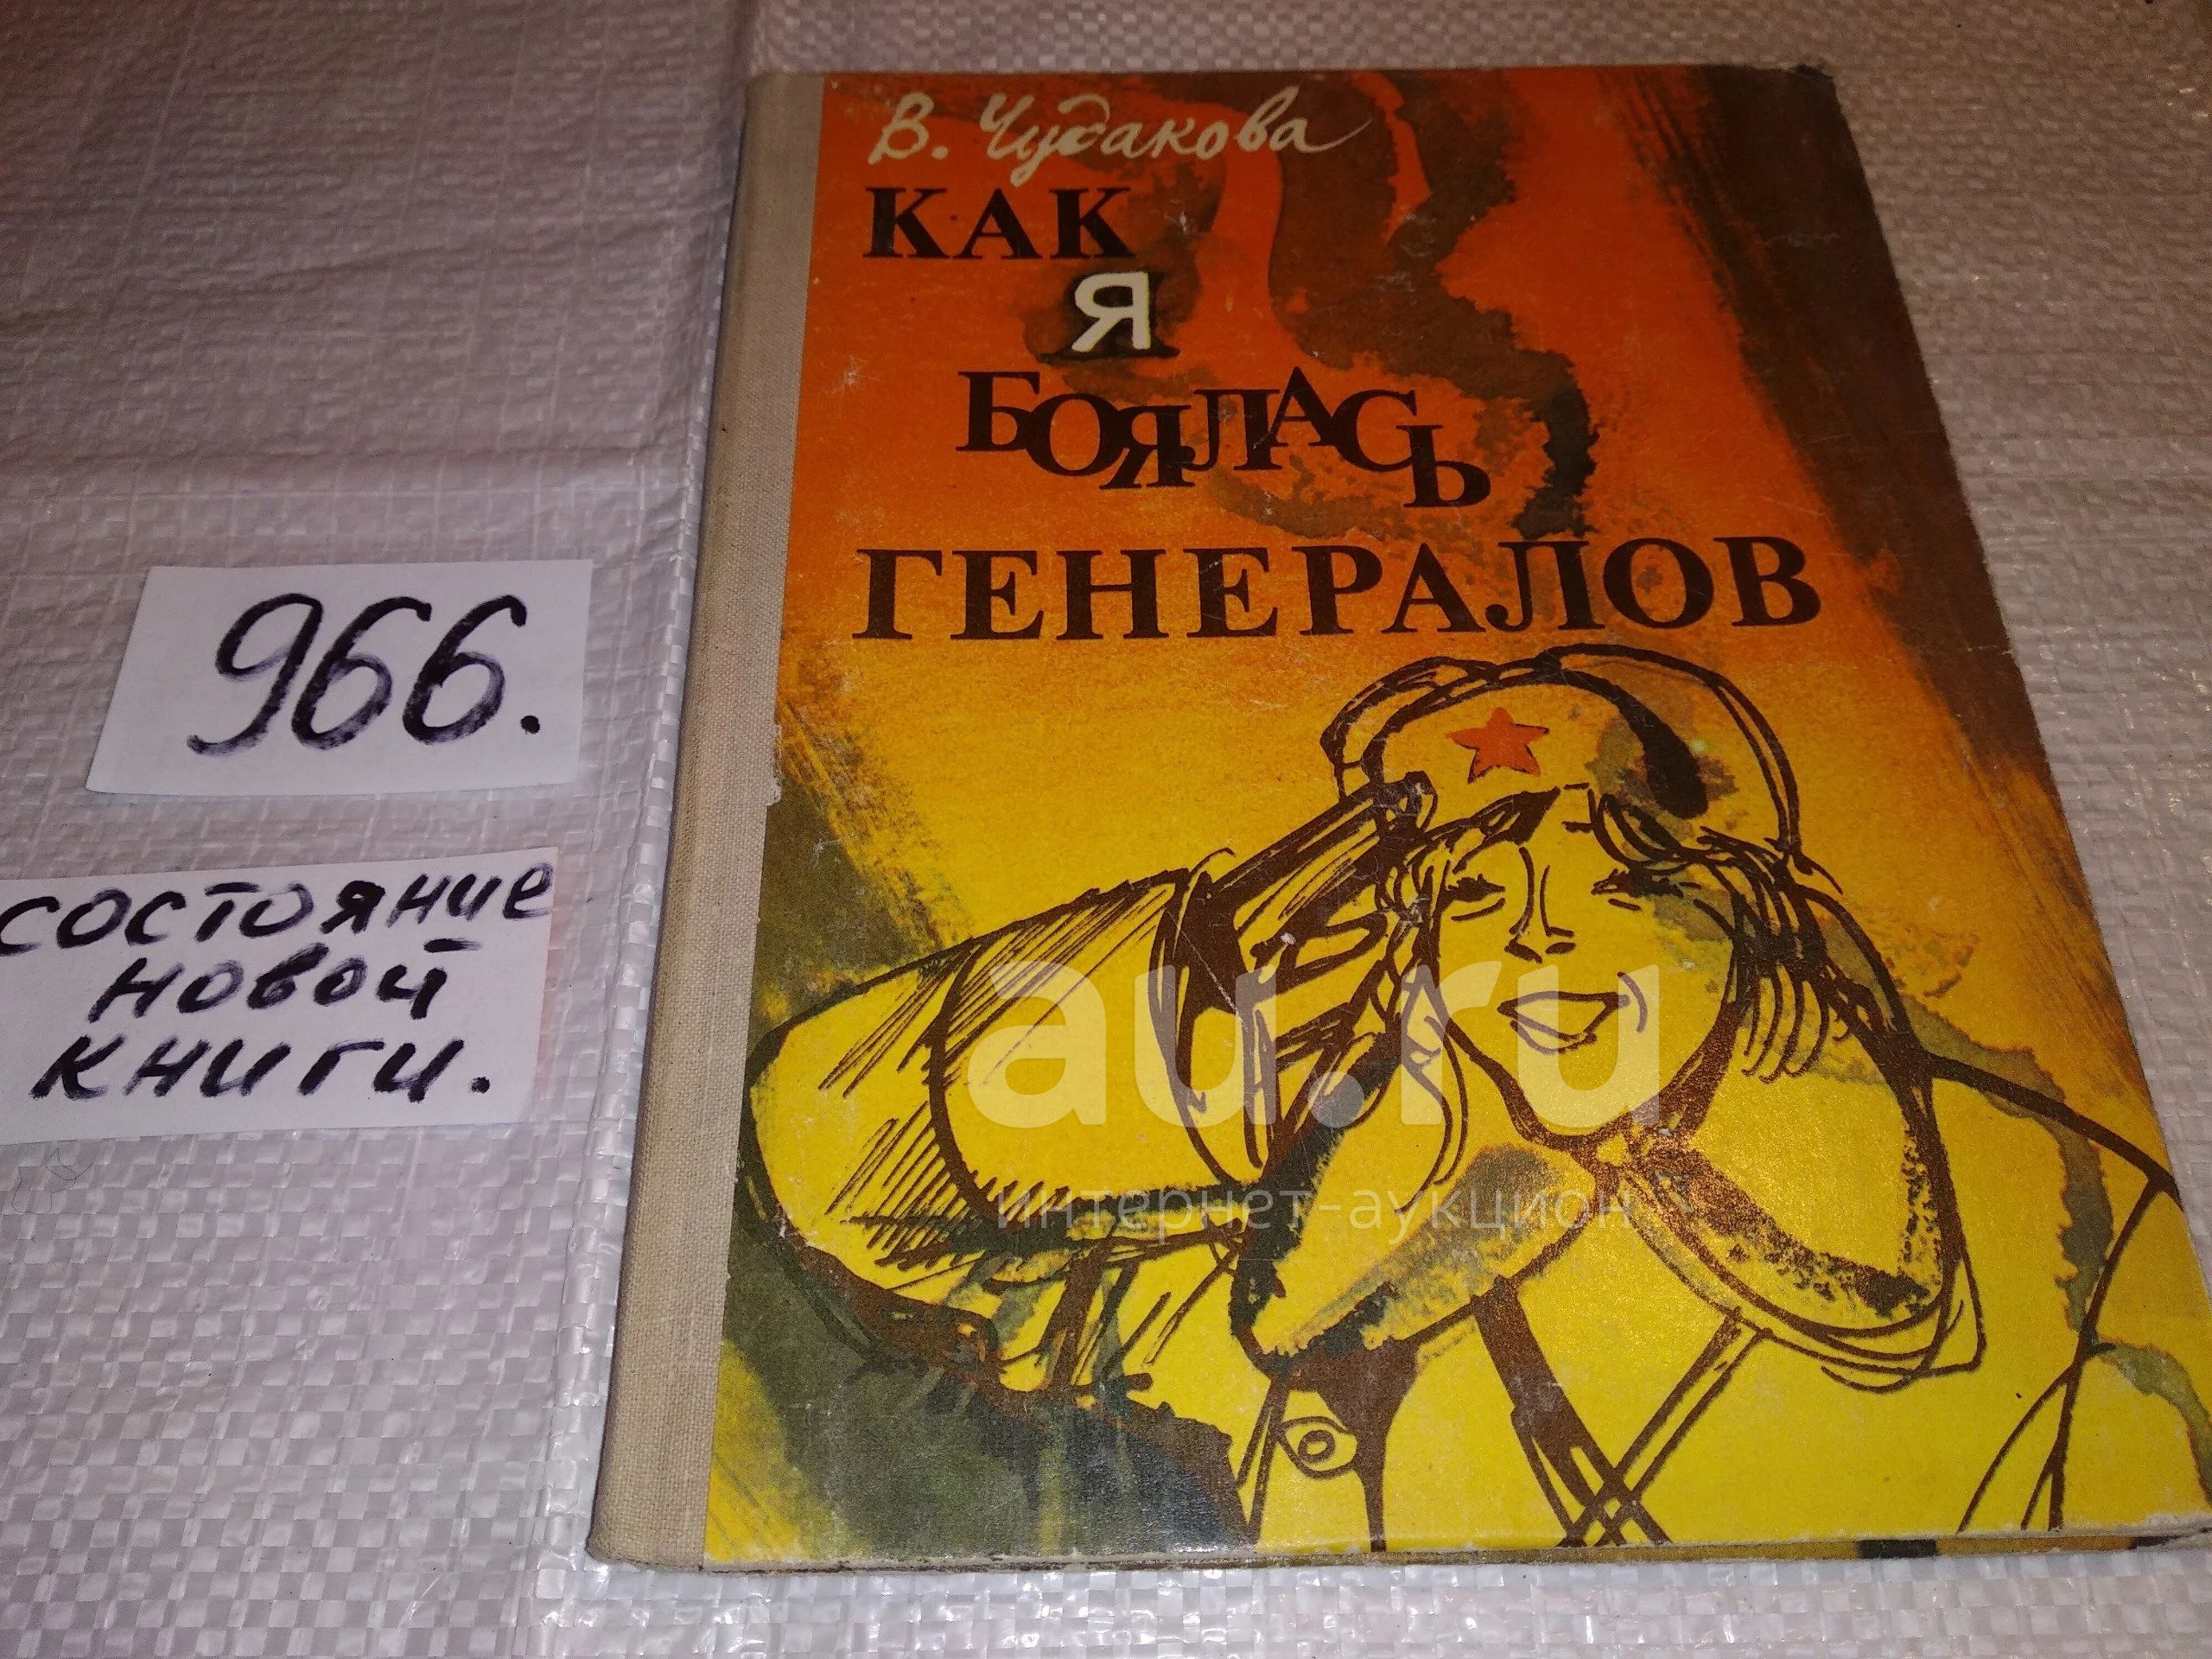 В. Чудакова
КАК
Я
БОЯЛАСЬ
ГЕНЕРАЛОВ
966.
состояние
новой
книги.
au.ru
интернет-аукцион